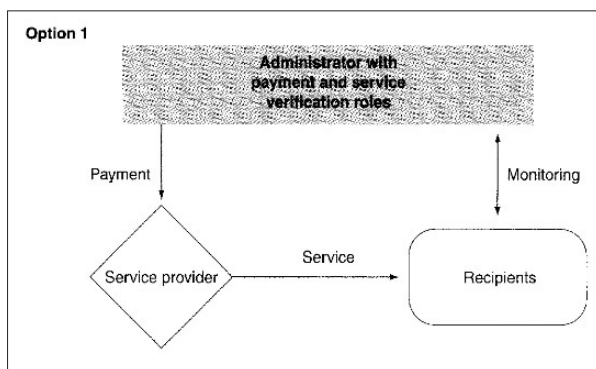 Option 1
Administrator with
payment and service
verification roles
Payment
Monitoring
Service
Service provider
Recipients